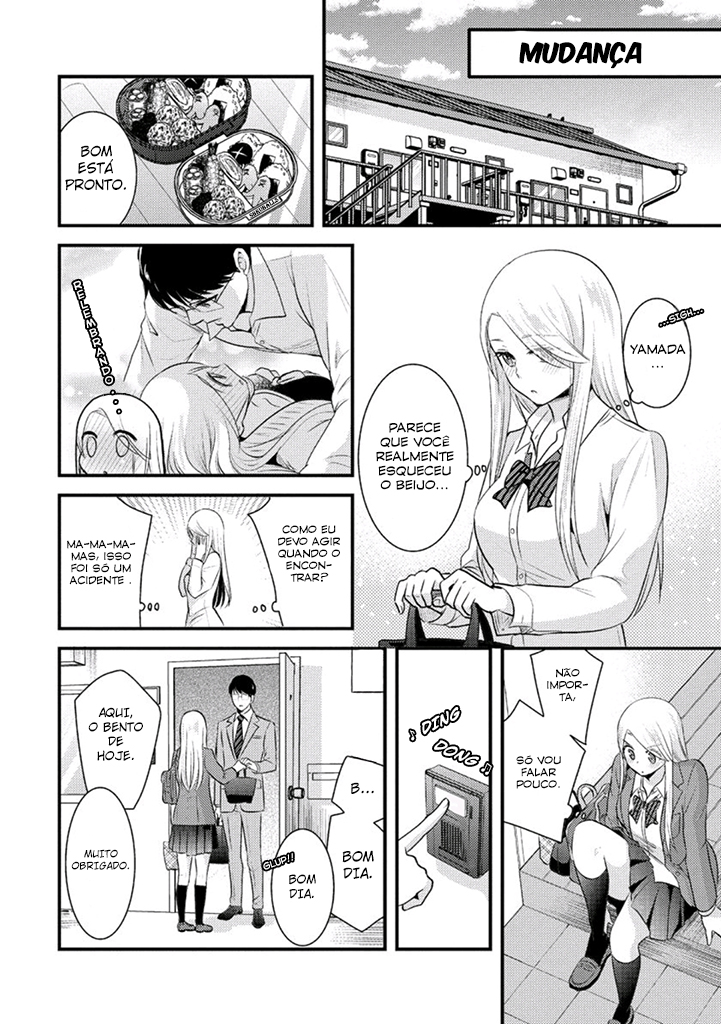 MUDANÇA
BOM
ESTÁ
PRONTO.
...SIGH...
YAMADA
...
PARECE
QUE VOCÊ
REALMENTE
ESQUECEU
O
BEIJO...
RELEMBRANDO...
COMO EU
DEVO AGIR
QUANDO O
ENCON-
TRAR?
MA-MA-MA-
MAS, ISSO
FOI SÓ UM
ACIDENTE .
NÃO
IMPOR-
TA,
SÓ VOU
FALAR
POUCO.
♪ DING
DONG ♫
B...
BOM
DIA.
GLUP!!
BOM
DIA.
AQUI,
O BENTO
DE
HOJE.
MUITO
OBRIGADO.